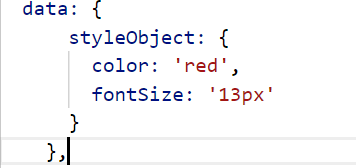 data: {
styleObject: {
color: 'red',
fontSize: '13px'
}
},